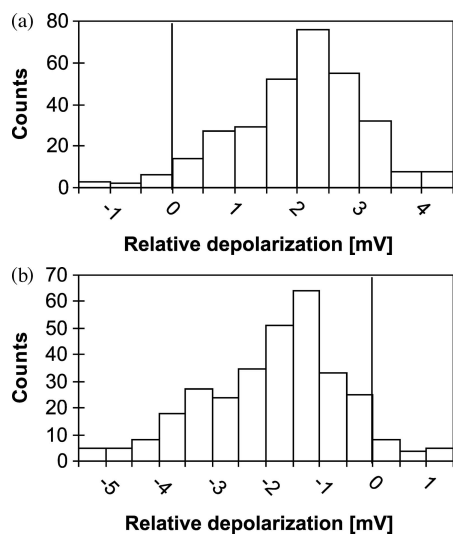 (a)
80
60
40
20
0
Counts
-1 0 1 2 3 4
Relative depolarization [mV]
(b)
70
60
50
40
30
20
10
0
Counts
-5 -4 -3 -2 -1 0 1
Relative depolarization [mV]